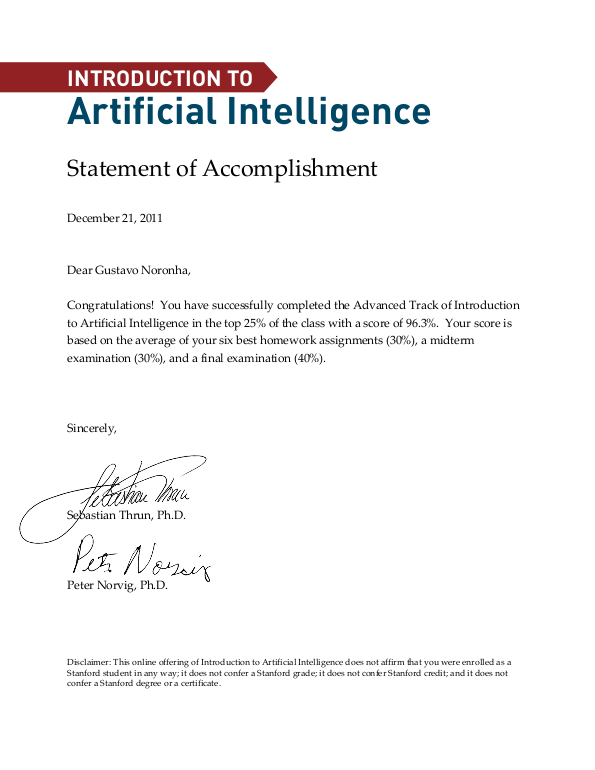 INTRODUCTION TO
Artificial Intelligence
Statement of Accomplishment
December 21, 2011
Dear Gustavo Noronha,
Congratulations!  You have successfully completed the Advanced Track of Introduction
to Artificial Intelligence in the top 25% of the class with a score of 96.3%.  Your score is
based on the average of your six best homework assignments (30%), a midterm
examination (30%), and a final examination (40%).
Sincerely,
Sebastian Thrun
Sebastian Thrun, Ph.D.
Peter Norvig
Peter Norvig, Ph.D.
Disclaimer: This online offering of Introduction to Artificial Intelligence does not affirm that you were enrolled as a
Stanford student in any way; it does not confer a Stanford grade; it does not confer Stanford credit; and it does not
confer a Stanford degree or a certificate.